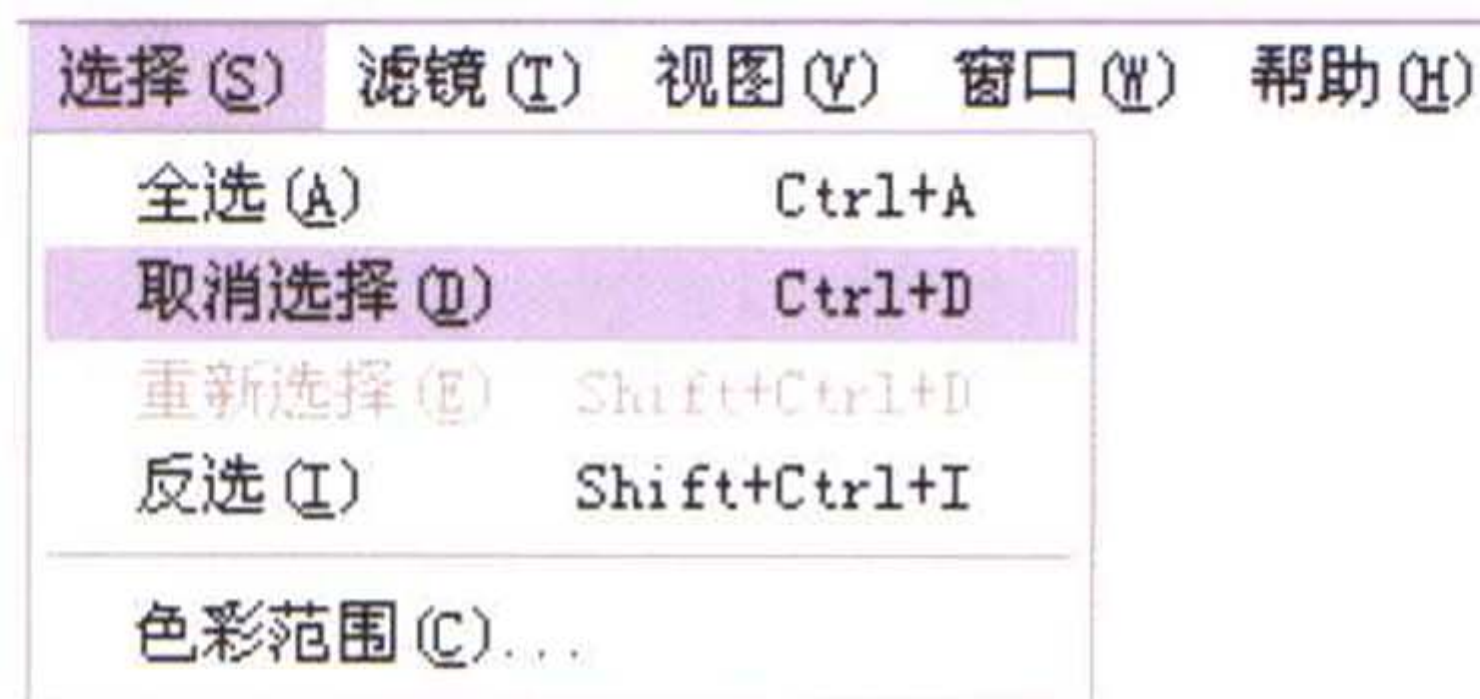 选择(S) 滤镜(T) 视图(V) 窗口(W) 帮助(H)
全选(A) Ctrl+A
取消选择(D) Ctrl+D
重新选择(E) Shift+Ctrl+D
反选(I) Shift+Ctrl+I
色彩范围(C)...